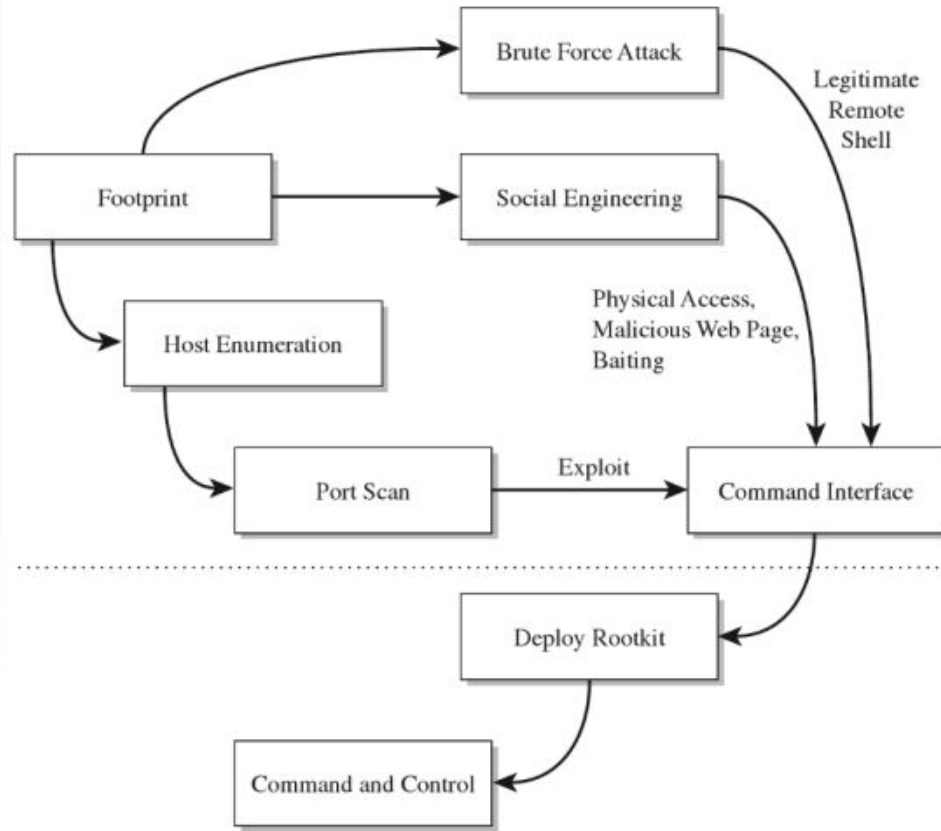 Brute Force Attack
Legitimate
Remote
Shell
Footprint
Social Engineering
Physical Access,
Malicious Web Page,
Baiting
Host Enumeration
Port Scan
Exploit
Command Interface
Deploy Rootkit
Command and Control